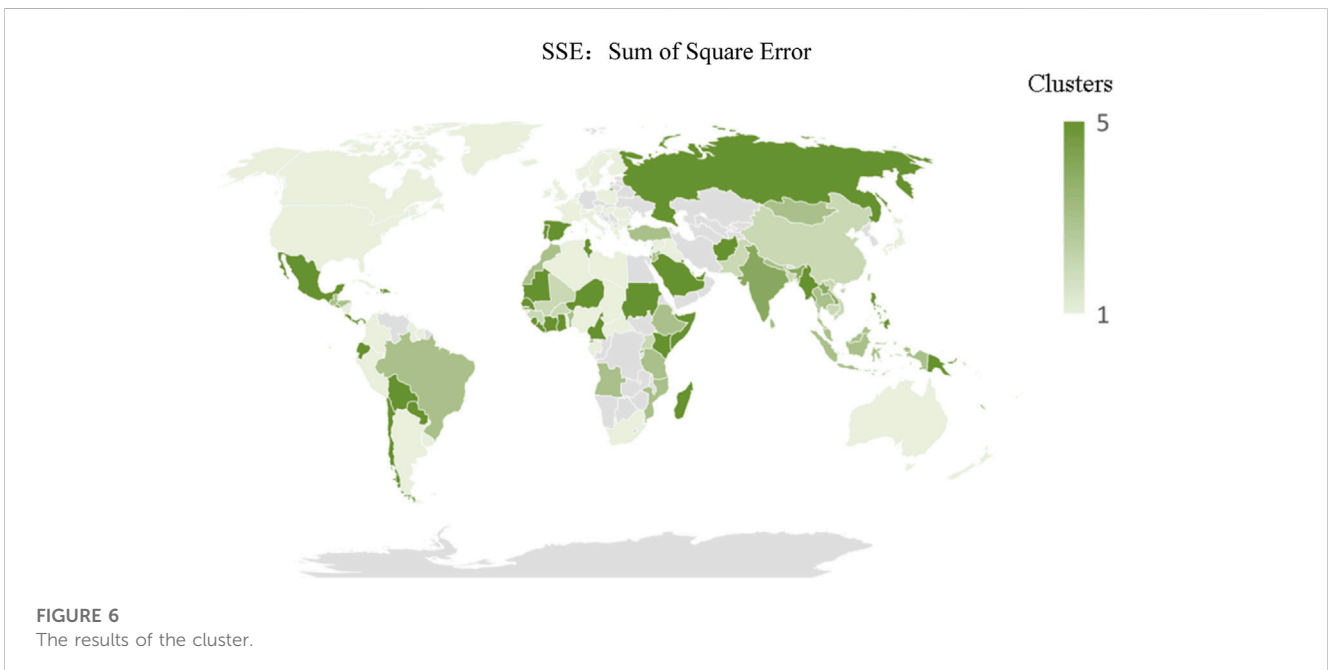 SSE： Sum of Square Error
Clusters
5
1
FIGURE 6
The results of the cluster.